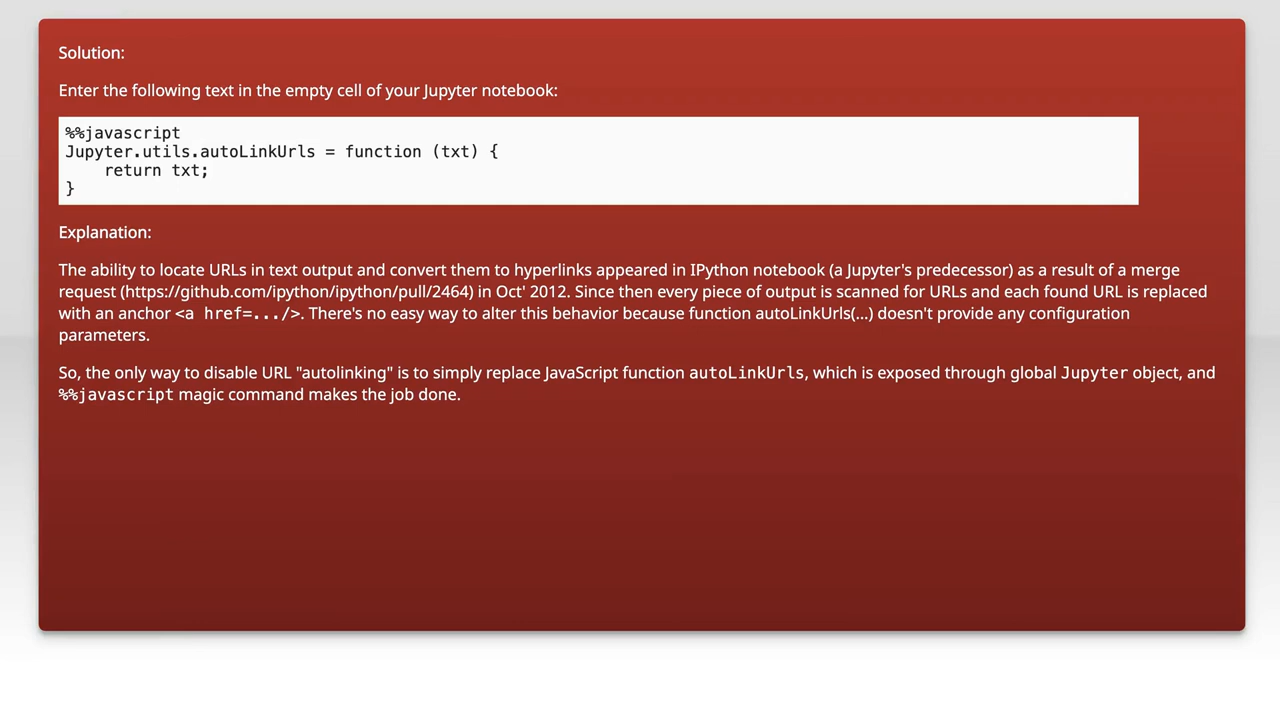 Solution:
Enter the following text in the empty cell of your Jupyter notebook:
%%javascript
Jupyter.utils.autoLinkUrls = function (txt) {
    return txt;
}
Explanation:
The ability to locate URLs in text output and convert them to hyperlinks appeared in IPython notebook (a Jupyter's predecessor) as a result of a merge
request (https://github.com/ipython/ipython/pull/2464) in Oct' 2012. Since then every piece of output is scanned for URLs and each found URL is replaced
with an anchor <a href=.../>. There's no easy way to alter this behavior because function autoLinkUrls(...) doesn't provide any configuration
parameters.
So, the only way to disable URL "autolinking" is to simply replace JavaScript function autoLinkUrls, which is exposed through global Jupyter object, and
%%javascript magic command makes the job done.